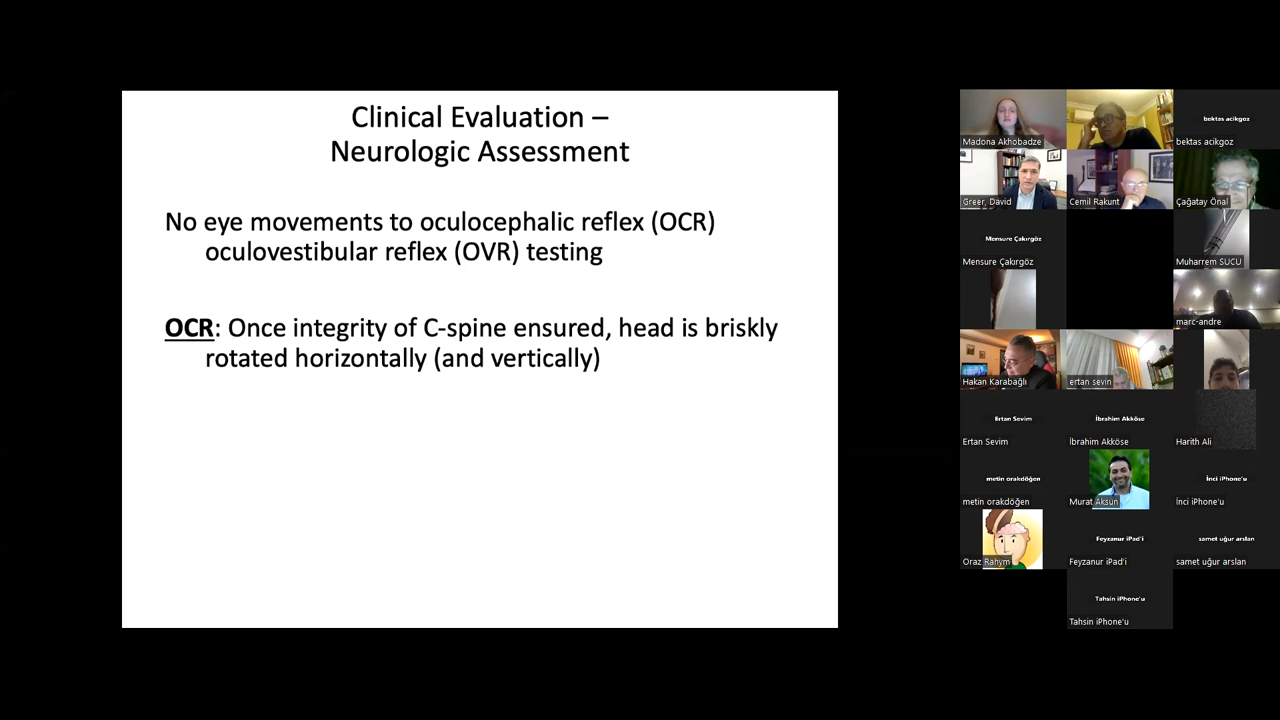 Clinical Evaluation –
Neurologic Assessment
No eye movements to oculocephalic reflex (OCR)
oculovestibular reflex (OVR) testing
OCR: Once integrity of C-spine ensured, head is briskly
rotated horizontally (and vertically)
Madona Akhobadze
bektas acikgoz
bektas acikgoz
Greer, David
Cemil Rakunt
Çağatay Önal
Mensure Çakırgöz
Mensure Çakırgöz
Muharrem SUCU
marc-andre
Hakan Karabağlı
ertan sevin
Ertan Sevim
Ertan Sevim
İbrahim Akköse
İbrahim Akköse
Harith Ali
metin orakdöğen
metin orakdöğen
Murat Aksun
İnci iPhone'u
İnci iPhone'u
Oraz Rahym
Feyzanur iPad'i
Feyzanur iPad'i
samet uğur arslan
samet uğur arslan
Tahsin iPhone'u
Tahsin iPhone'u